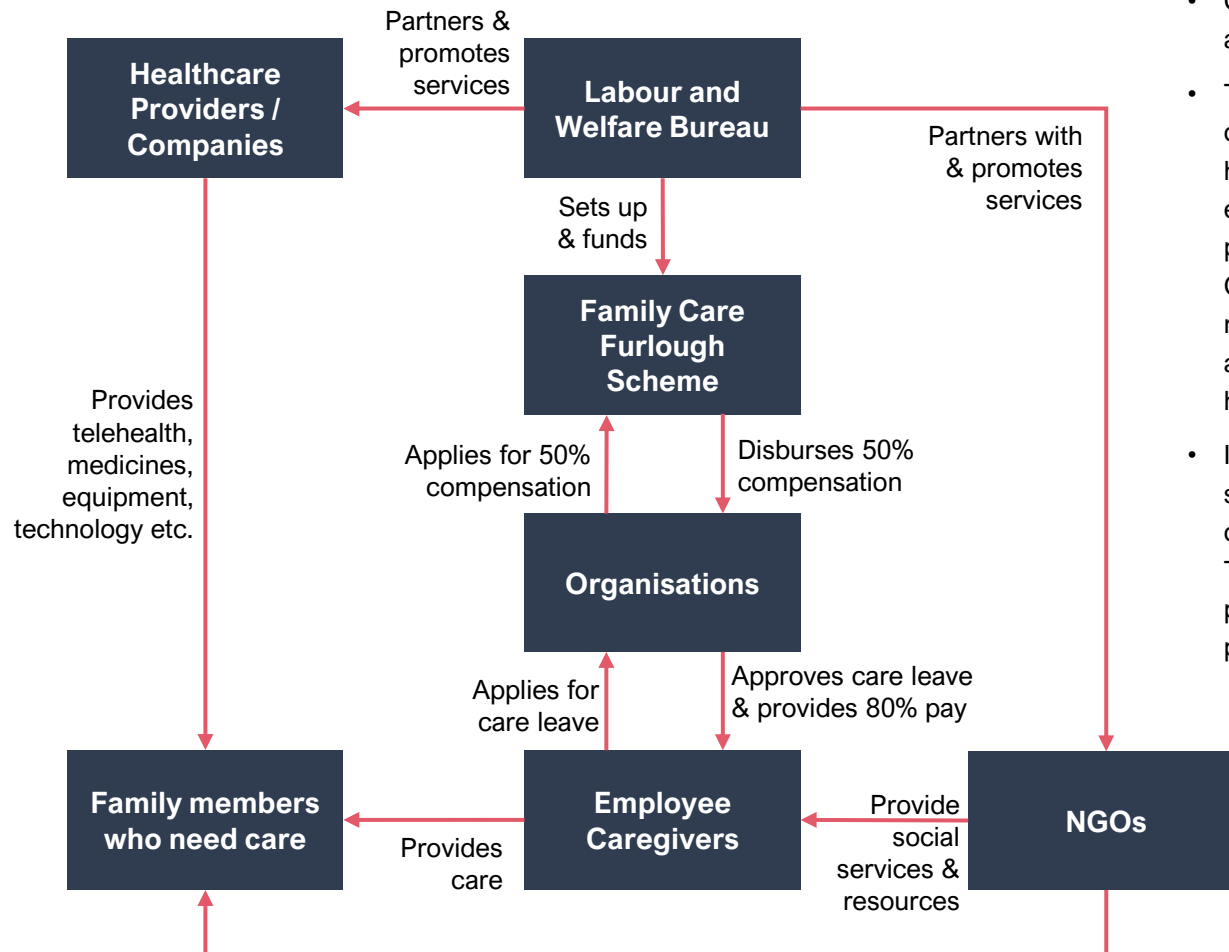 Partners &
promotes
services
Healthcare
Providers /
Companies
Labour and
Welfare Bureau
Partners with
& promotes
services
Sets up
& funds
Family Care
Furlough
Scheme
Provides
telehealth,
medicines,
equipment,
technology etc.
Applies for 50%
compensation
Disburses 50%
compensation
Organisations
Applies for
care leave
Approves care leave
& provides 80% pay
Family members
who need care
Provides
care
Employee
Caregivers
Provide
social
services &
resources
NGOs